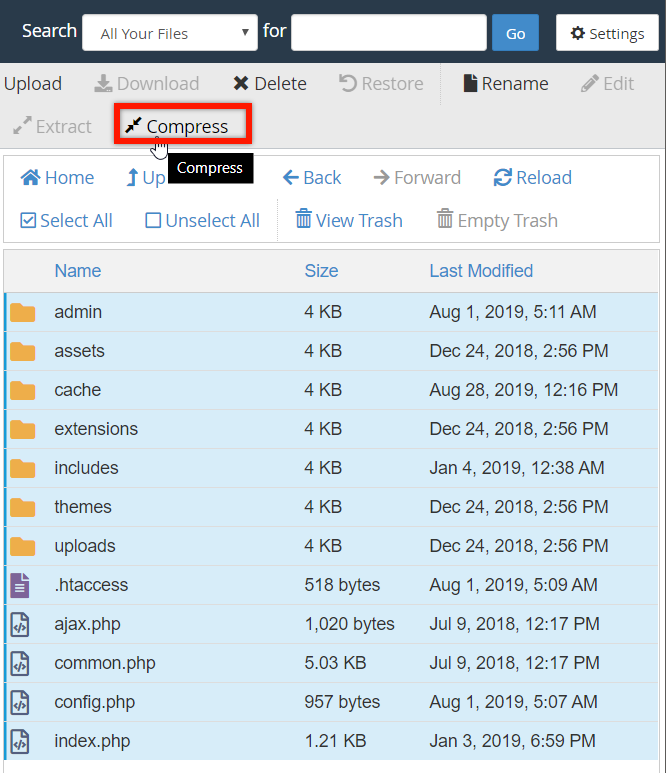 Search All Your Files for Go Settings
Upload Download Delete Restore Rename Edit
Extract Compress
Compress
Home Up Back Forward Reload
Select All Unselect All View Trash Empty Trash
Name Size Last Modified
admin 4 KB Aug 1, 2019, 5:11 AM
assets 4 KB Dec 24, 2018, 2:56 PM
cache 4 KB Aug 28, 2019, 12:16 PM
extensions 4 KB Dec 24, 2018, 2:56 PM
includes 4 KB Jan 4, 2019, 12:38 AM
themes 4 KB Dec 24, 2018, 2:56 PM
uploads 4 KB Dec 24, 2018, 2:56 PM
.htaccess 518 bytes Aug 1, 2019, 5:09 AM
ajax.php 1,020 bytes Jul 9, 2018, 12:17 PM
common.php 5.03 KB Jul 9, 2018, 12:17 PM
config.php 957 bytes Aug 1, 2019, 5:07 AM
index.php 1.21 KB Jan 3, 2019, 6:59 PM